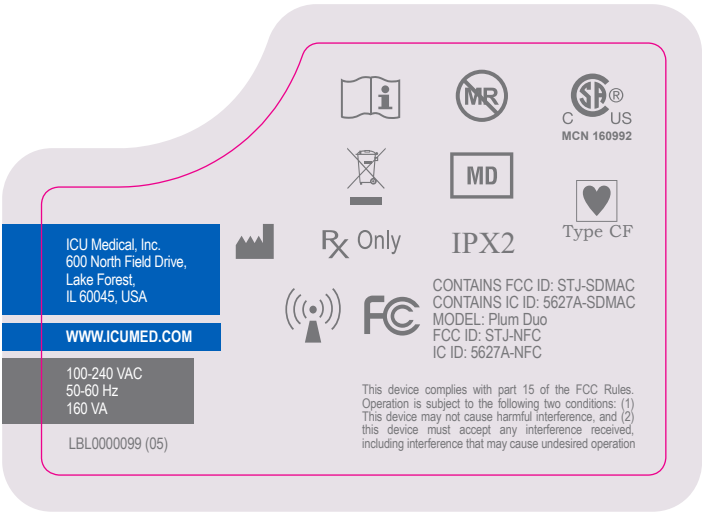 i
MR
SA®
C US
MCN 160992
MD
Type CF
ICU Medical, Inc.
600 North Field Drive,
Lake Forest,
IL 60045, USA
Rx Only
IPX2
WWW.ICUMED.COM
FC
CONTAINS FCC ID: STJ-SDMAC
CONTAINS IC ID: 5627A-SDMAC
MODEL: Plum Duo
FCC ID: STJ-NFC
IC ID: 5627A-NFC
100-240 VAC
50-60 Hz
160 VA
LBL0000099 (05)
This device complies with part 15 of the FCC Rules.
Operation is subject to the following two conditions: (1)
This device may not cause harmful interference, and (2)
this device must accept any interference received,
including interference that may cause undesired operation